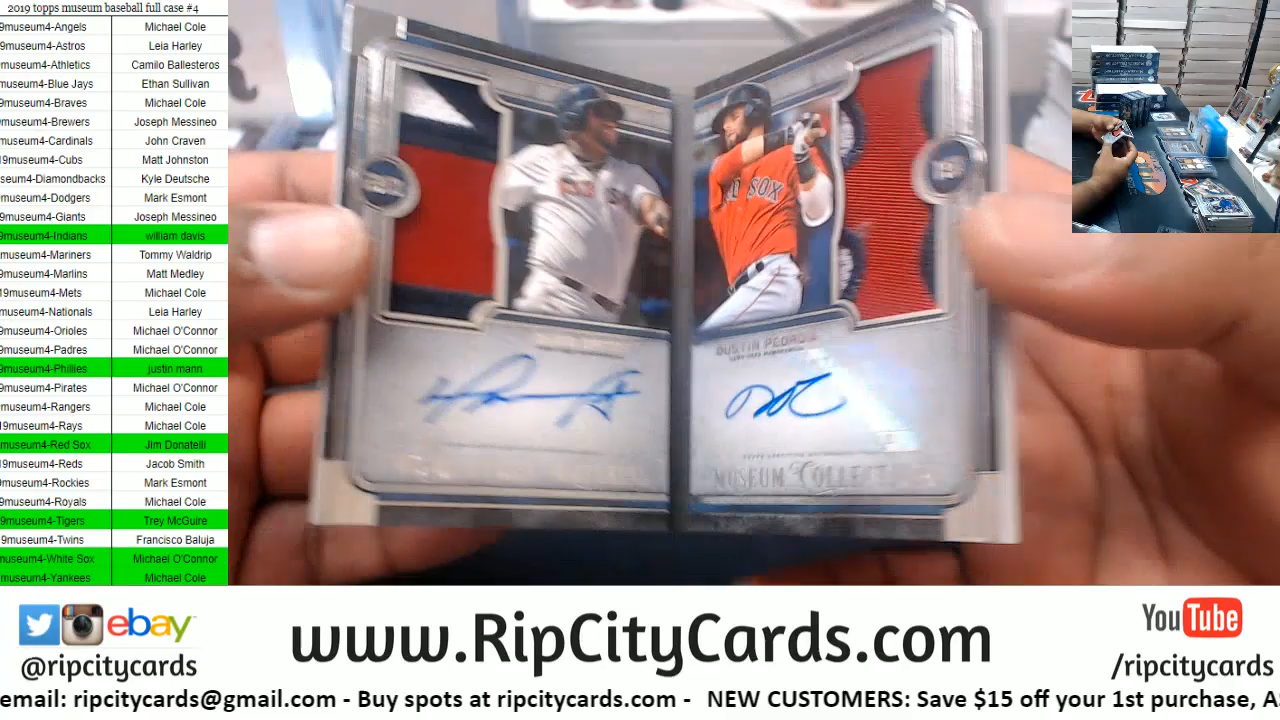 2019 topps museum baseball full case #4
9museum4-Angels Michael Cole
9museum4-Astros Leia Harley
museum4-Athletics Camilo Ballesteros
museum4-Blue Jays Ethan Sullivan
9museum4-Braves Michael Cole
museum4-Brewers Joseph Messineo
museum4-Cardinals John Craven
19museum4-Cubs Matt Johnston
seum4-Diamondbacks Kyle Deutsche
museum4-Dodgers Mark Esmont
9museum4-Giants Joseph Messineo
9museum4-Indians william davis
museum4-Mariners Tommy Waldrip
museum4-Marlins Matt Medley
19museum4-Mets Michael Cole
museum4-Nationals Leia Harley
museum4-Orioles Michael O'Connor
museum4-Padres Michael O'Connor
9museum4-Phillies justin mann
9museum4-Pirates Michael O'Connor
museum4-Rangers Michael Cole
19museum4-Rays Michael Cole
museum4-Red Sox Jim Donatelli
19museum4-Reds Jacob Smith
museum4-Rockies Mark Esmont
9museum4-Royals Michael Cole
9museum4-Tigers Trey McGuire
9museum4-Twins Francisco Baluja
museum4-White Sox Michael O'Connor
museum4-Yankees Michael Cole
RED SOX
DUSTIN PEDRO
MUSEUM COLLECT
ebay
@ripcitycards
www.RipCityCards.com
YouTube
/ripcitycards
email: ripcitycards@gmail.com - Buy spots at ripcitycards.com - NEW CUSTOMERS: Save $15 off your 1st purchase, A